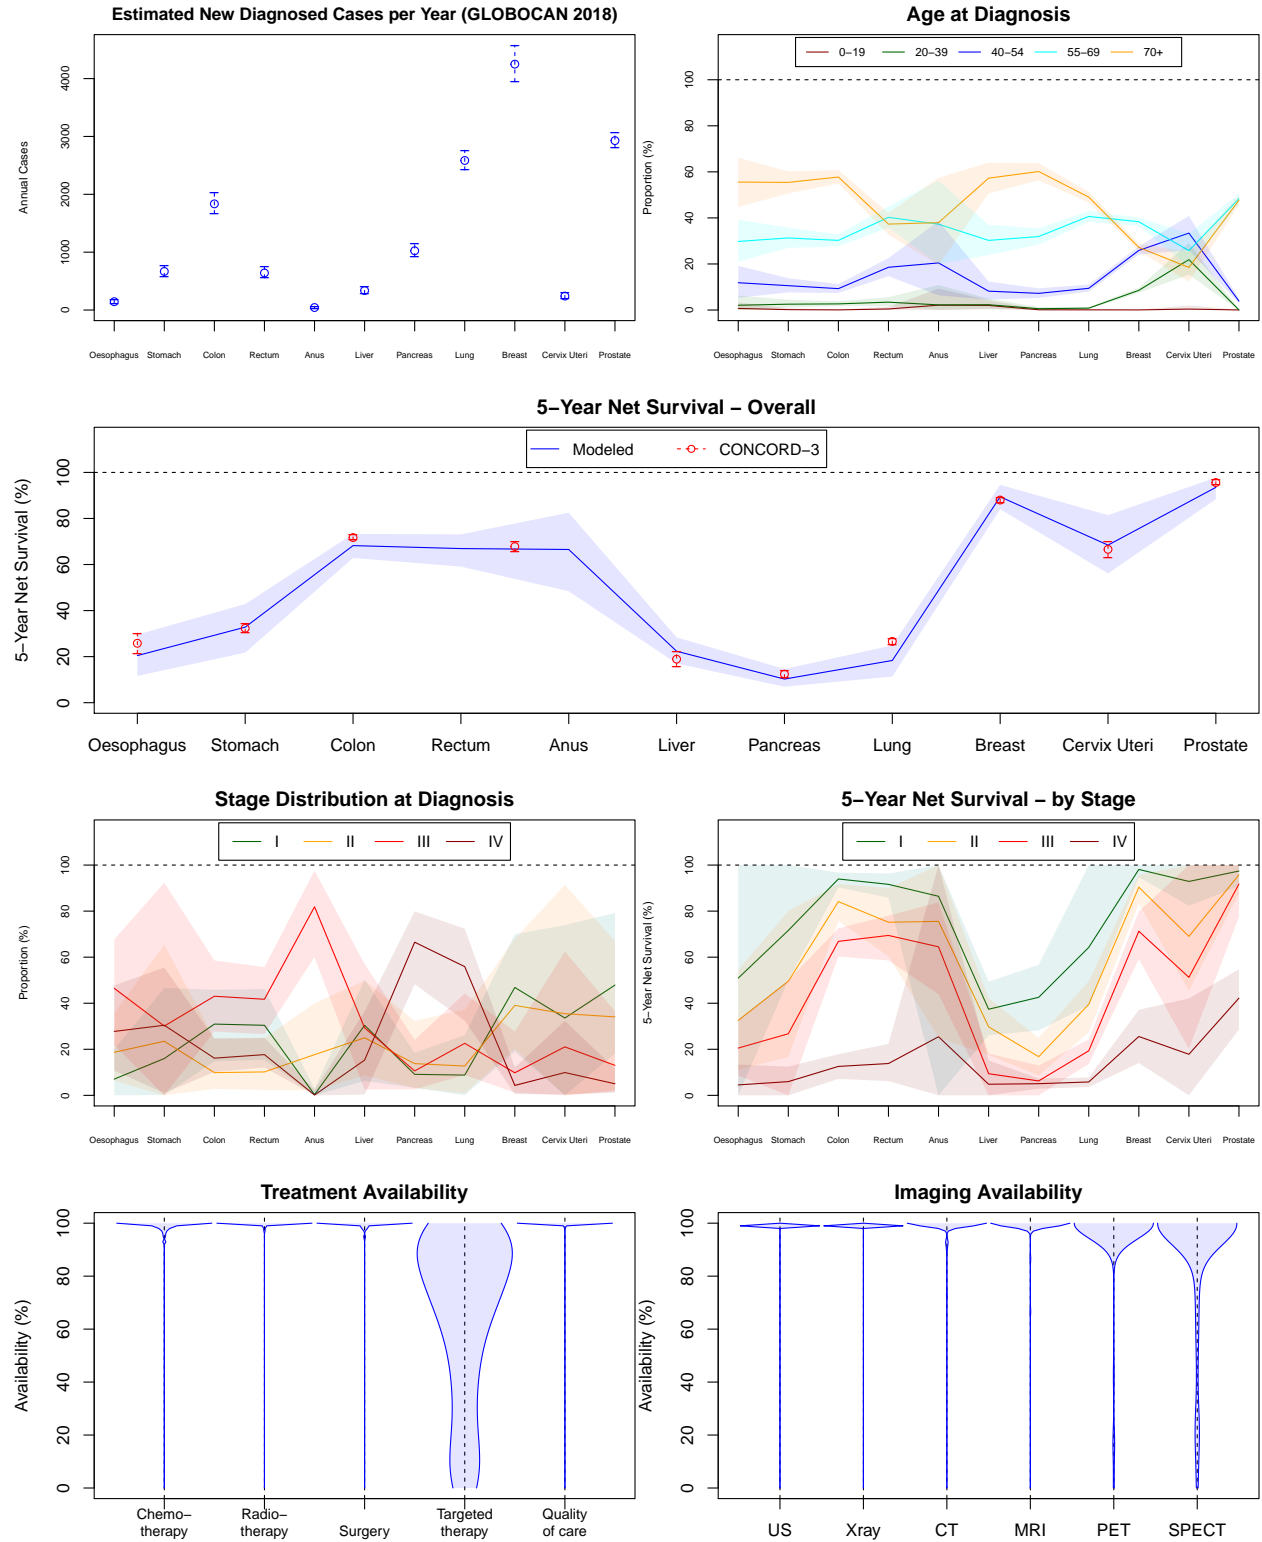 Estimated New Diagnosed Cases per Year (GLOBOCAN 2018)
Annual Cases
0
1000
2000
3000
4000
Oesophagus Stomach Colon Rectum Anus Liver Pancreas Lung Breast Cervix Uteri Prostate
Age at Diagnosis
0−19 20−39 40−54 55−69 70+
Proportion (%)
0
20
40
60
80
100
Oesophagus Stomach Colon Rectum Anus Liver Pancreas Lung Breast Cervix Uteri Prostate
5−Year Net Survival − Overall
Modeled CONCORD−3
5−Year Net Survival (%)
0
20
40
60
80
100
Oesophagus Stomach Colon Rectum Anus Liver Pancreas Lung Breast Cervix Uteri Prostate
Stage Distribution at Diagnosis
I II III IV
Proportion (%)
0
20
40
60
80
100
Oesophagus Stomach Colon Rectum Anus Liver Pancreas Lung Breast Cervix Uteri Prostate
5−Year Net Survival − by Stage
I II III IV
5−Year Net Survival (%)
0
20
40
60
80
100
Oesophagus Stomach Colon Rectum Anus Liver Pancreas Lung Breast Cervix Uteri Prostate
Treatment Availability
Availability (%)
0
20
40
60
80
100
Chemo−
therapy
Radio−
therapy
Surgery
Targeted
therapy
Quality
of care
Imaging Availability
Availability (%)
0
20
40
60
80
100
US Xray CT MRI PET SPECT